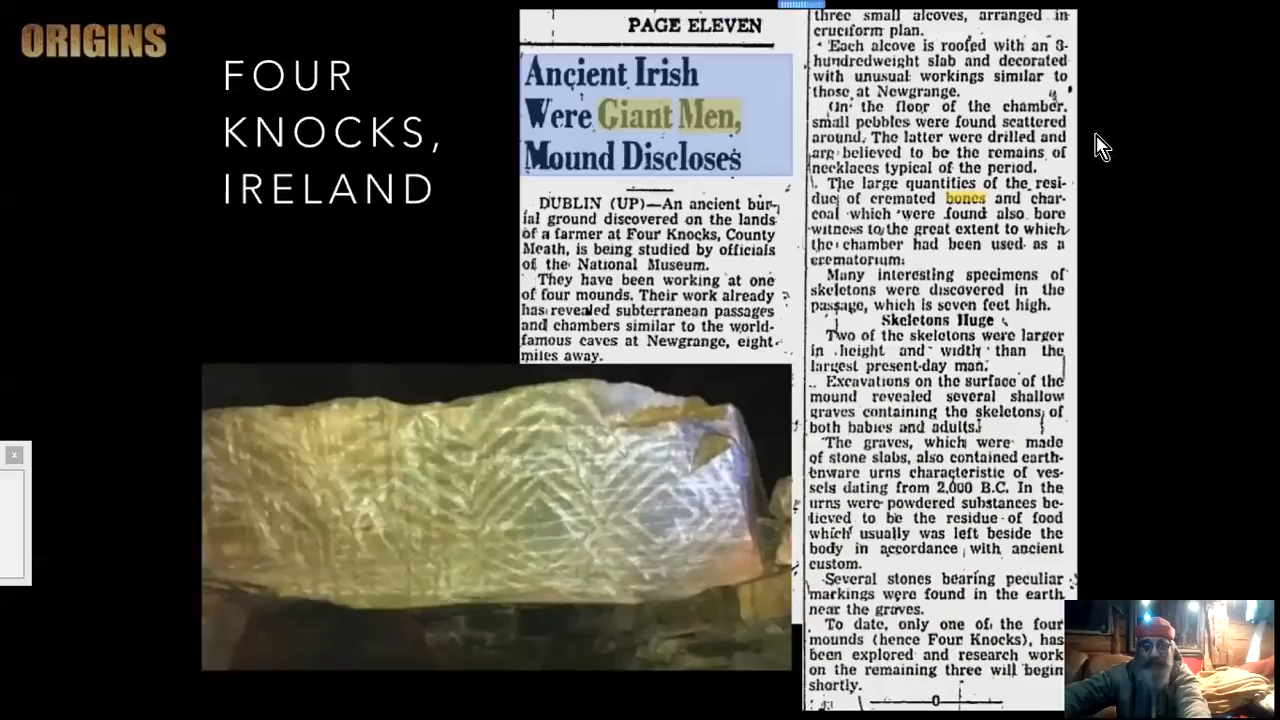 ORIGINS
FOUR
KNOCKS,
IRELAND
PAGE ELEVEN
Ancient Irish
Were Giant Men,
Mound Discloses
DUBLIN (UP)—An ancient bur-
ial ground discovered on the lands
of a farmer at Four Knocks, County
Meath, is being studied by officials
of the National Museum.
They have been working at one
of four mounds. Their work already
has revealed subterranean passages
and chambers similar to the world-
famous caves at Newgrange, eight
miles away.
three small alcoves, arranged in
cruciform plan.
Each alcove is roofed with an 8-
hundredweight slab and decorated
with unusual workings similar to
those at Newgrange.
On the floor of the chamber,
small pebbles were found scattered
around. The latter were drilled and
are believed to be the remains of
necklaces typical of the period.
The large quantities of the resi-
due of cremated bones and char-
coal which were found also bore
witness to the great extent to which
the chamber had been used as a
crematorium.
Many interesting specimens of
skeletons were discovered in the
passage, which is seven feet high.
Skeletons Huge
Two of the skeletons were larger
in height and width than the
largest present-day man.
Excavations on the surface of the
mound revealed several shallow
graves containing the skeletons of
both babies and adults.
The graves, which were made
of stone slabs, also contained earth-
enware urns characteristic of ves-
sels dating from 2,000 B.C. In the
urns were powdered substances be-
lieved to be the residue of food
which usually was left beside the
body in accordance with ancient
custom.
Several stones bearing peculiar
markings were found in the earth
near the graves.
To date, only one of the four
mounds (hence Four Knocks), has
been explored and research work
on the remaining three will begin
shortly.